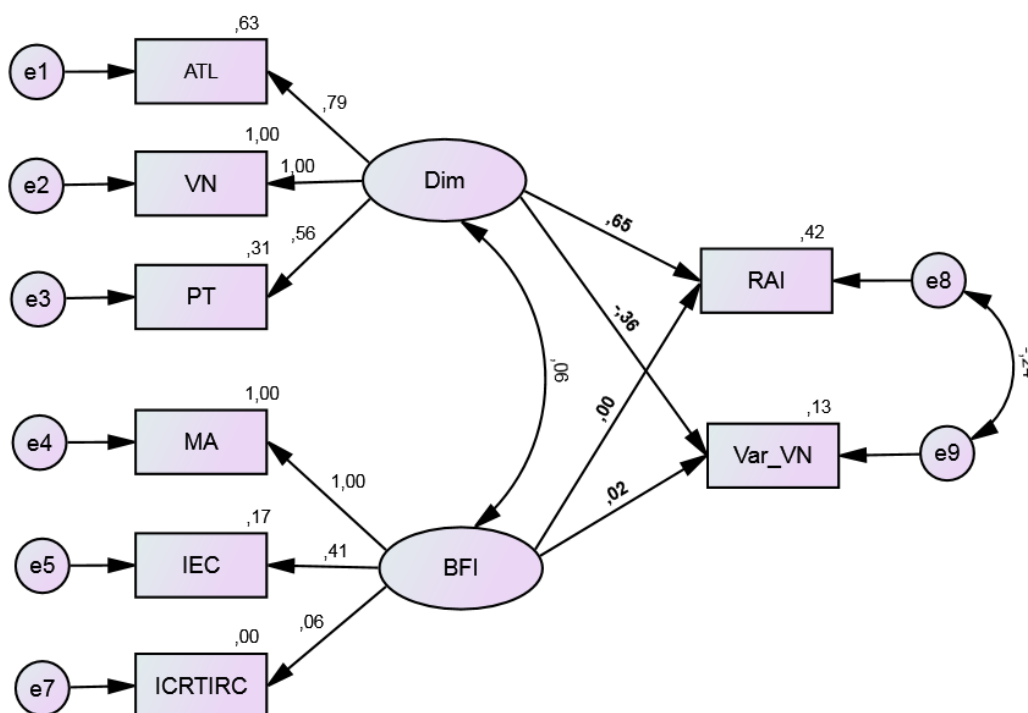 ,63
e1
ATL
,79
1,00
e2
VN
1,00
Dim
,31
,56
e3
PT
,65
,42
RAI
e8
-,36
-,24
1,00
e4
MA
1,00
,00
,13
Var_VN
e9
,02
,17
e5
IEC
,41
BFI
,00
,06
e7
ICRTIRC